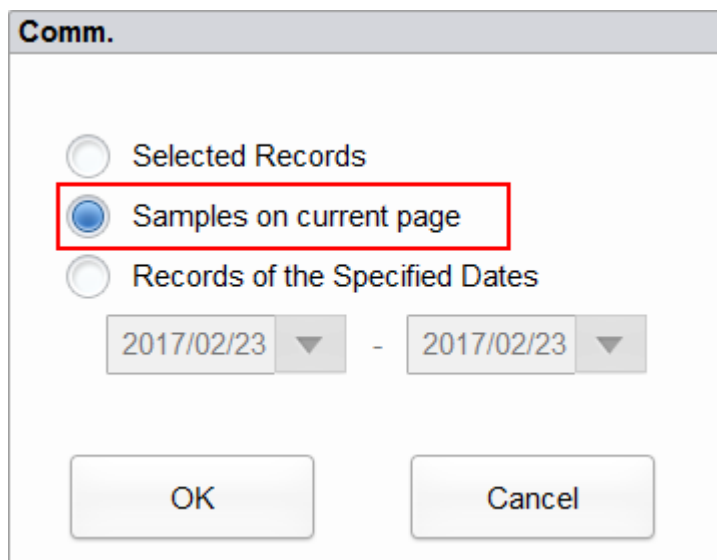 Comm.
Selected Records
Samples on current page
Records of the Specified Dates
2017/02/23 - 2017/02/23
OK Cancel